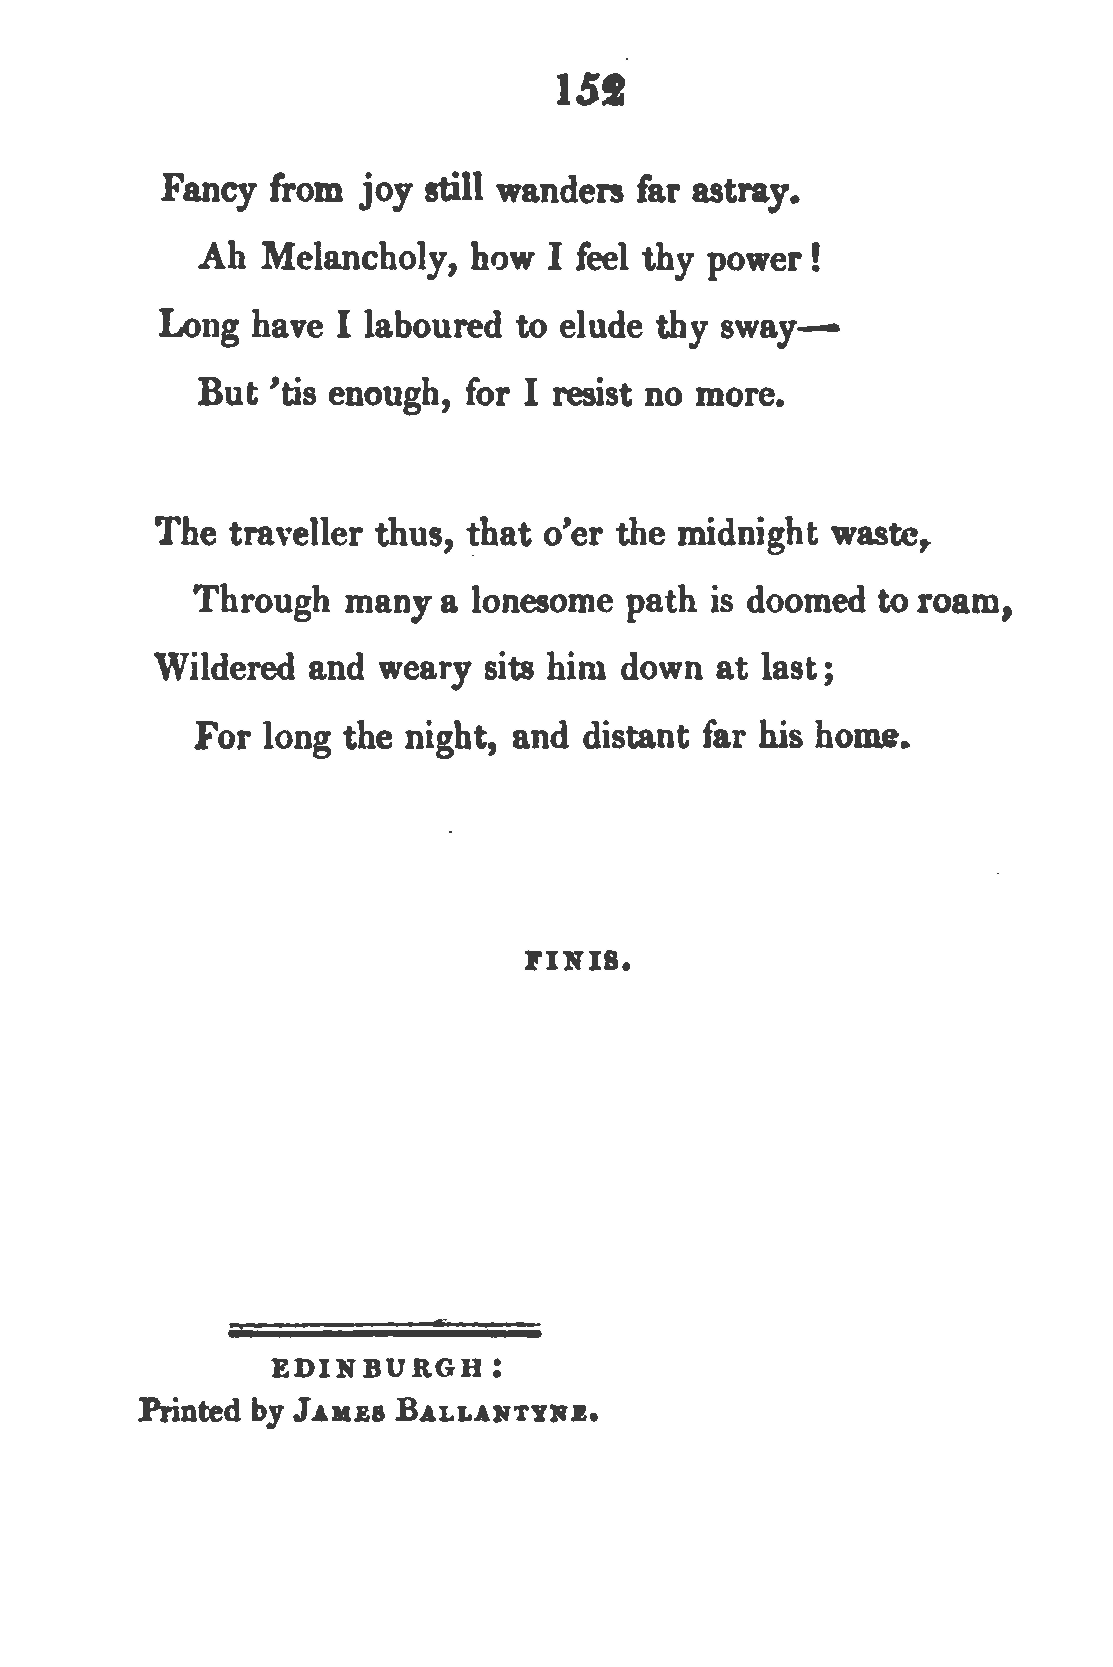 152
Fancy from joy still wanders far astray.
Ah Melancholy, how I feel thy power!
Long have I laboured to elude thy sway—
But 'tis enough, for I resist no more.
The traveller thus, that o'er the midnight waste,
Through many a lonesome path is doomed to roam,
Wildered and weary sits him down at last;
For long the night, and distant far his home.
FINIS.
EDINBURGH:
Printed by JAMES BALLANTYNE.